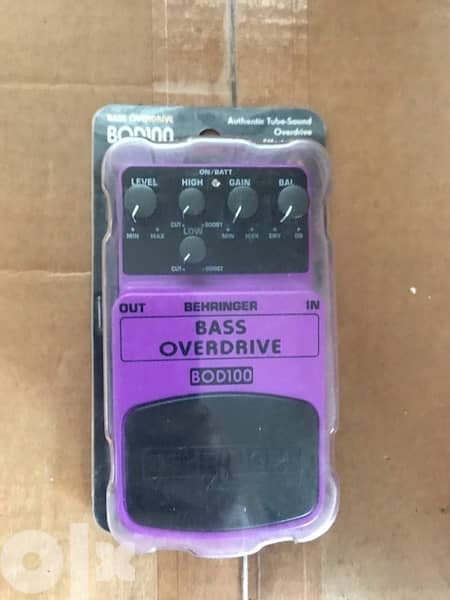 BASS OVERDRIVE
BOD100
Authentic Tube-Sound
Overdrive
ON/BATT
LEVEL HIGH GAIN BAL
CUT BOOST
MIN MAX LOW MIN MAX DRY OD
CUT BOOST
OUT BEHRINGER IN
BASS
OVERDRIVE
BOD100
olx